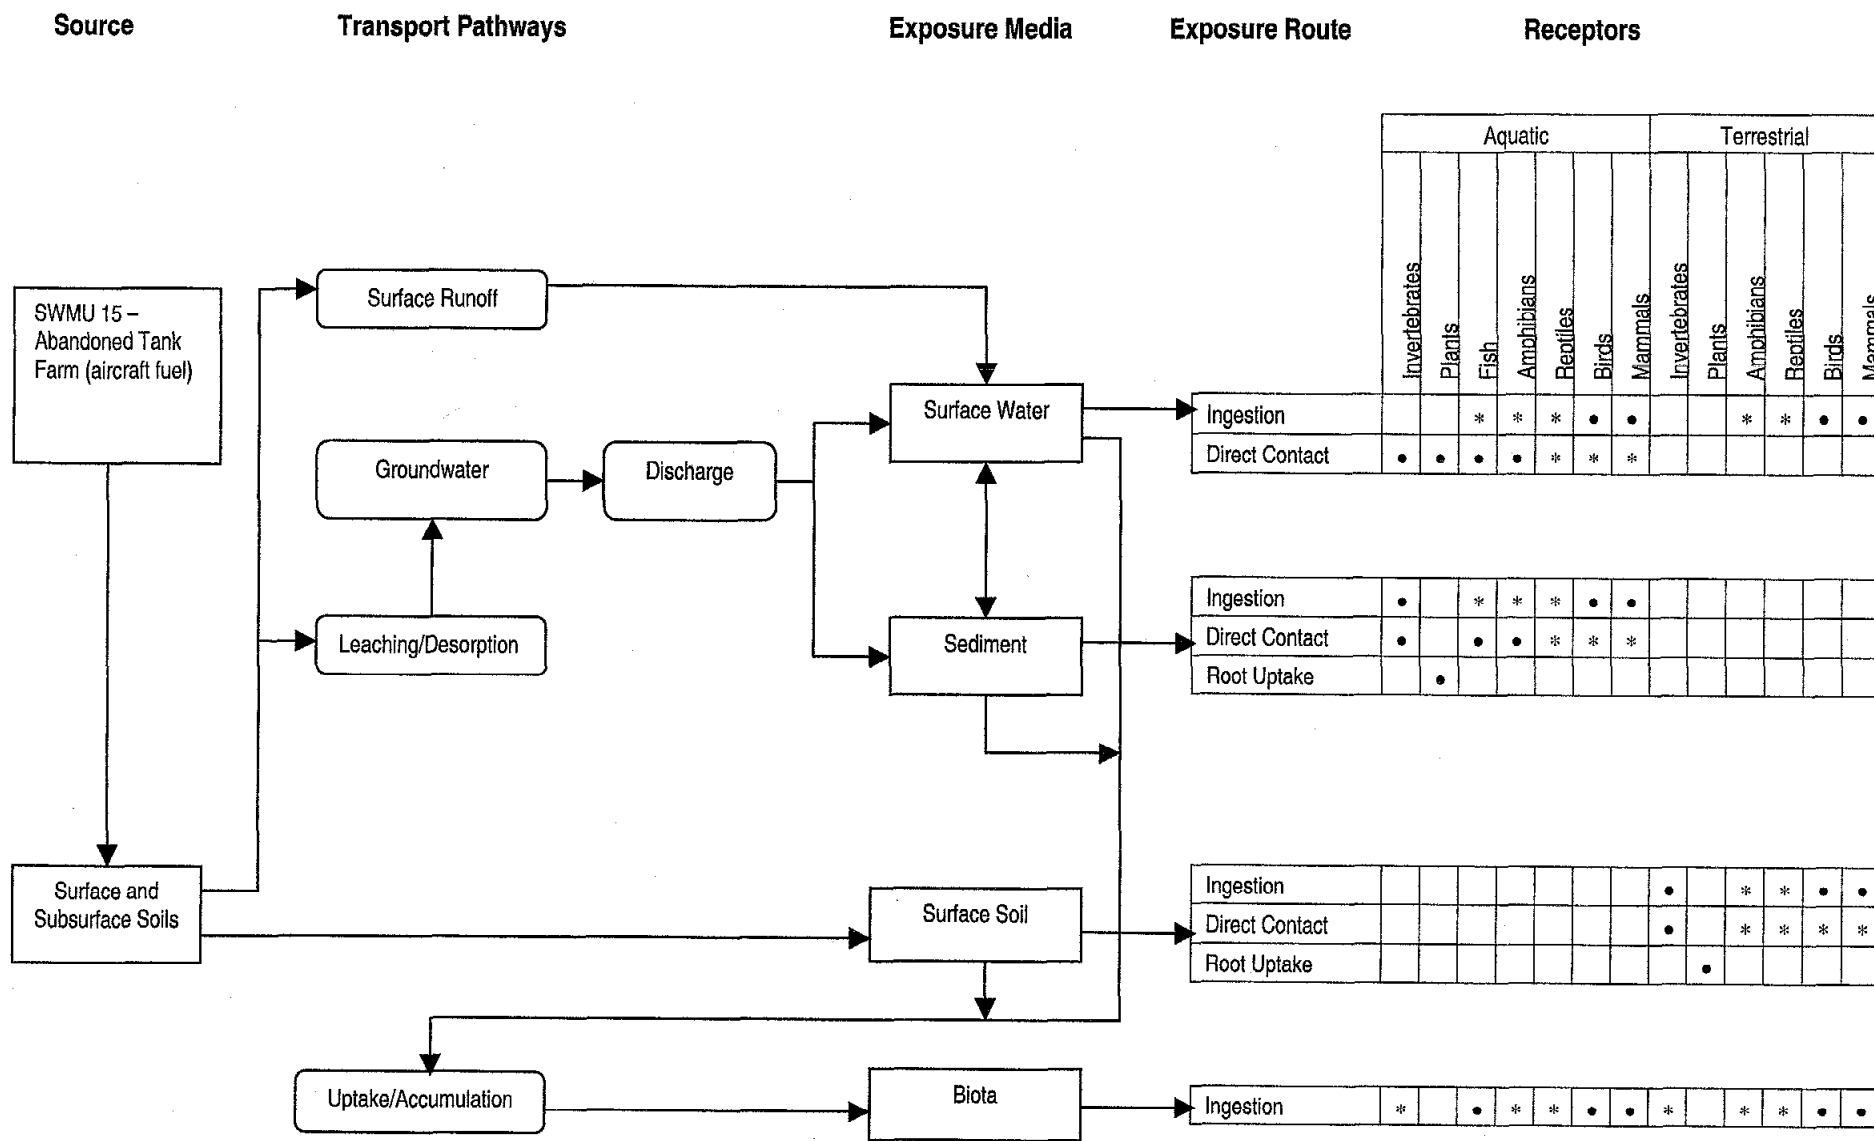 Source Transport Pathways Exposure Media Exposure Route Receptors
Aquatic Terrestrial
Invertebrates
Plants
Fish
Amphibians
Reptiles
Birds
Mammals
Invertebrates
Plants
Amphibians
Reptiles
Birds
Mammals
SWMU 15 –
Abandoned Tank
Farm (aircraft fuel)
Surface Runoff
Surface Water
Ingestion * * * • • * * • •
Direct Contact • • • • * * *
Groundwater
Discharge
Leaching/Desorption
Sediment
Ingestion • * * * • •
Direct Contact • • • * * *
Root Uptake •
Surface and
Subsurface Soils
Surface Soil
Ingestion • * * • •
Direct Contact • * * * *
Root Uptake •
Uptake/Accumulation
Biota
Ingestion * • * * • • * * * • •